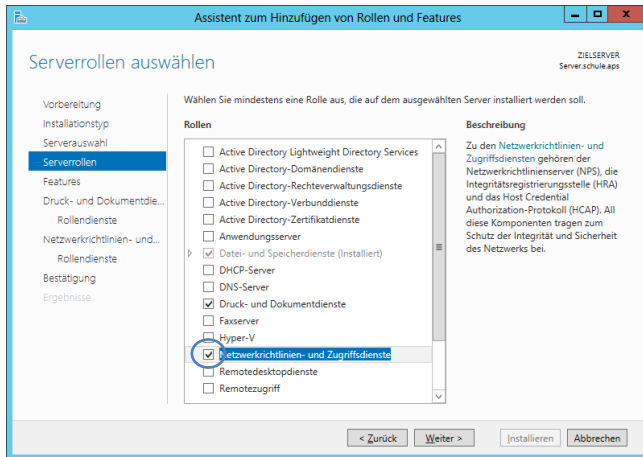 Assistent zum Hinzufügen von Rollen und Features
Serverrollen auswählen
ZIELSERVER
Server.schule.aps
Vorbereitung
Installationstyp
Serverauswahl
Serverrollen
Features
Druck- und Dokumentdie...
Rollendienste
Netzwerkrichtlinien- und...
Rollendienste
Bestätigung
Ergebnisse
Wählen Sie mindestens eine Rolle aus, die auf dem ausgewählten Server installiert werden soll.
Rollen
Active Directory Lightweight Directory Services
Active Directory-Domänendienste
Active Directory-Rechteverwaltungsdienste
Active Directory-Verbunddienste
Active Directory-Zertifikatdienste
Anwendungsserver
Datei- und Speicherdienste (Installiert)
DHCP-Server
DNS-Server
Druck- und Dokumentdienste
Faxserver
Hyper-V
Netzwerkrichtlinien- und Zugriffsdienste
Remotedesktopdienste
Remotezugriff
Beschreibung
Zu den Netzwerkrichtlinien- und
Zugriffsdiensten gehören der
Netzwerkrichtlinienserver (NPS), die
Integritätsregistrierungsstelle (HRA)
und das Host Credential
Authorization-Protokoll (HCAP). All
diese Komponenten tragen zum
Schutz der Integrität und Sicherheit
des Netzwerks bei.
< Zurück
Weiter >
Installieren
Abbrechen